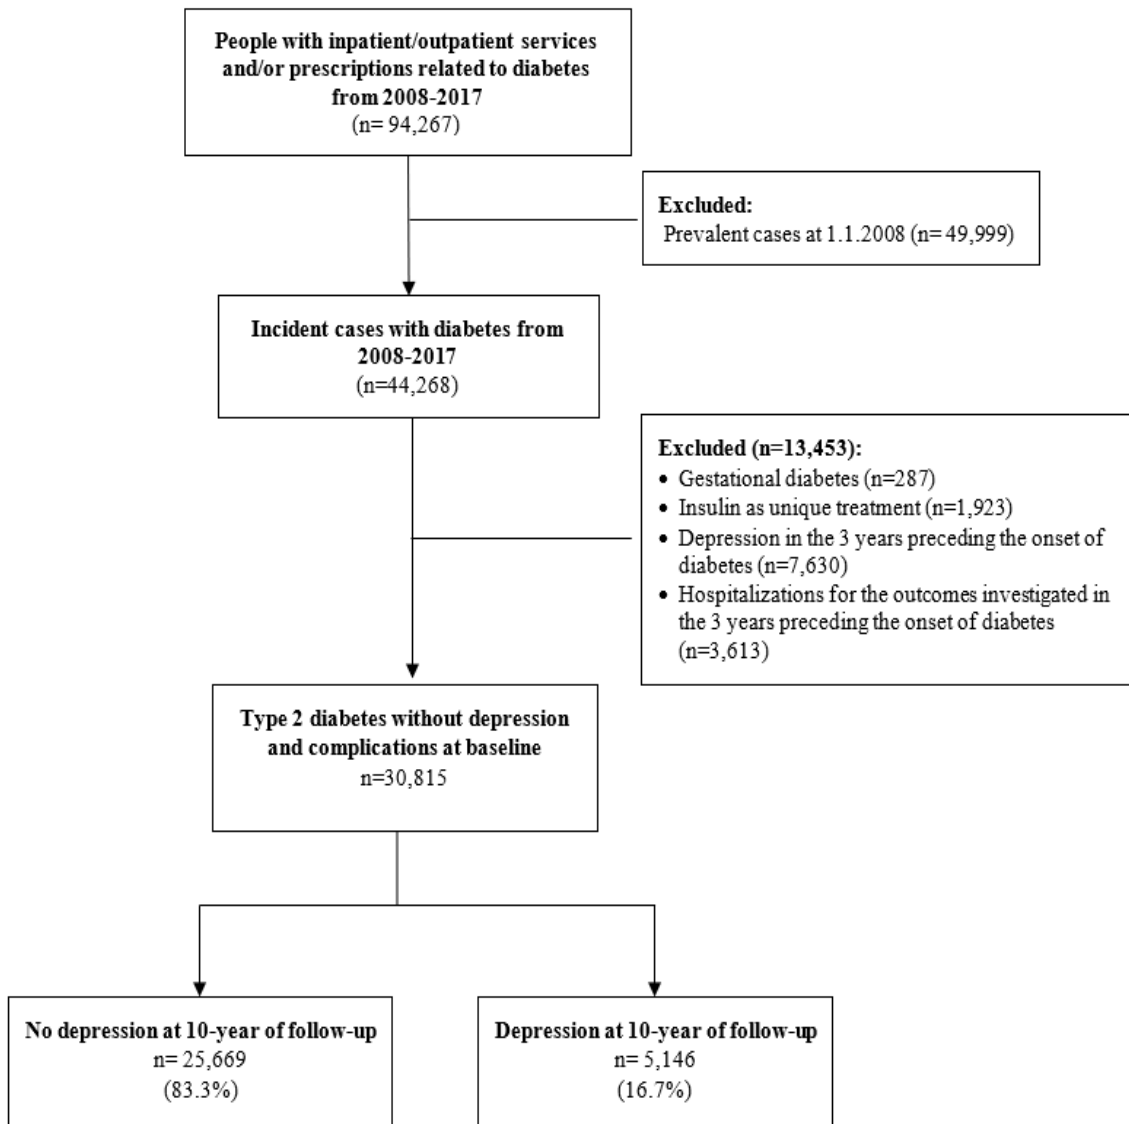 People with inpatient/outpatient services
and/or prescriptions related to diabetes
from 2008-2017
(n= 94,267)
Excluded:
Prevalent cases at 1.1.2008 (n= 49,999)
Incident cases with diabetes from
2008-2017
(n=44,268)
Excluded (n=13,453):
• Gestational diabetes (n=287)
• Insulin as unique treatment (n=1,923)
• Depression in the 3 years preceding the onset of
diabetes (n=7,630)
• Hospitalizations for the outcomes investigated in
the 3 years preceding the onset of diabetes
(n=3,613)
Type 2 diabetes without depression
and complications at baseline
n=30,815
No depression at 10-year of follow-up
n= 25,669
(83.3%)
Depression at 10-year of follow-up
n= 5,146
(16.7%)